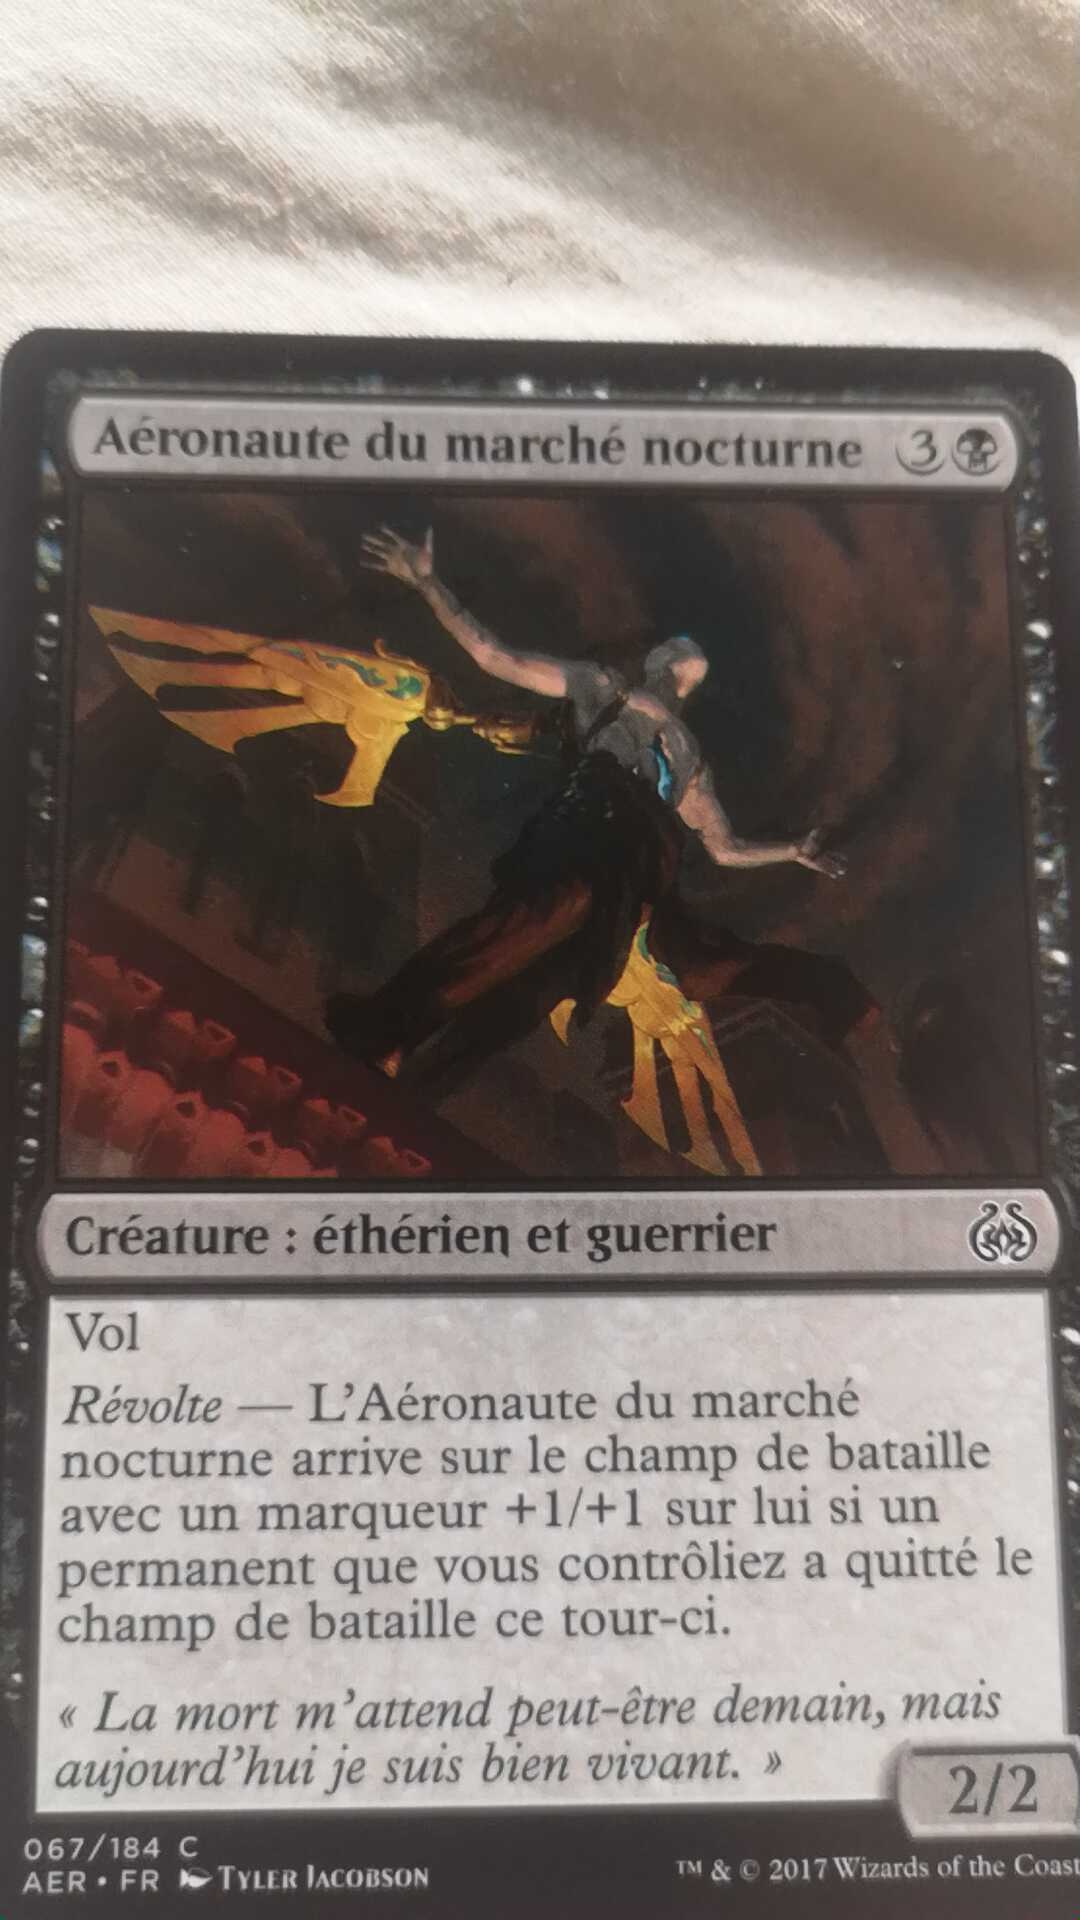 Aéronaute du marché nocturne 3
Créature : éthérien et guerrier
Vol
Révolte — L'Aéronaute du marché
nocturne arrive sur le champ de bataille
avec un marqueur +1/+1 sur lui si un
permanent que vous contrôliez a quitté le
champ de bataille ce tour-ci.
« La mort m'attend peut-être demain, mais
aujourd'hui je suis bien vivant. »
2/2
067/184 C
AER • FR Tyler Jacobson
™ & © 2017 Wizards of the Coast